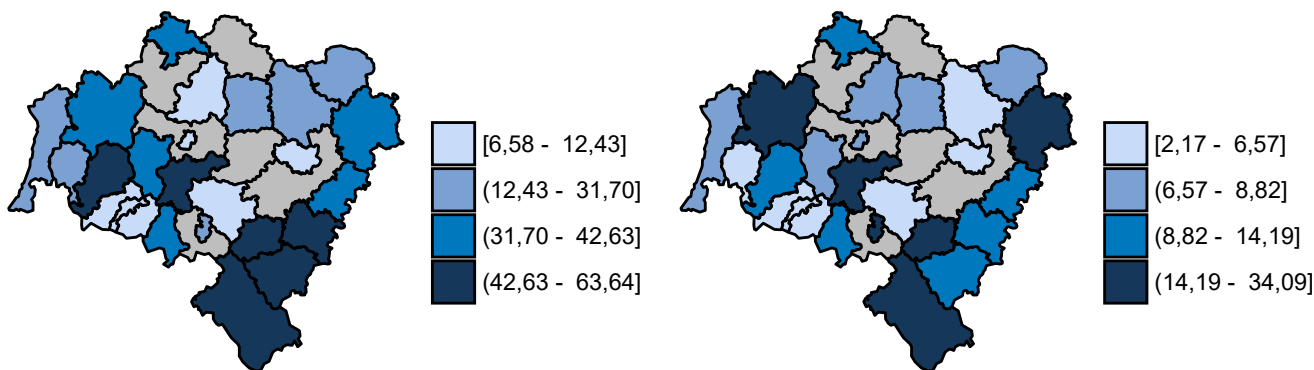 [6,58 -  12,43]
(12,43 -  31,70]
(31,70 -  42,63]
(42,63 -  63,64]
[2,17 -  6,57]
(6,57 -  8,82]
(8,82 -  14,19]
(14,19 -  34,09]